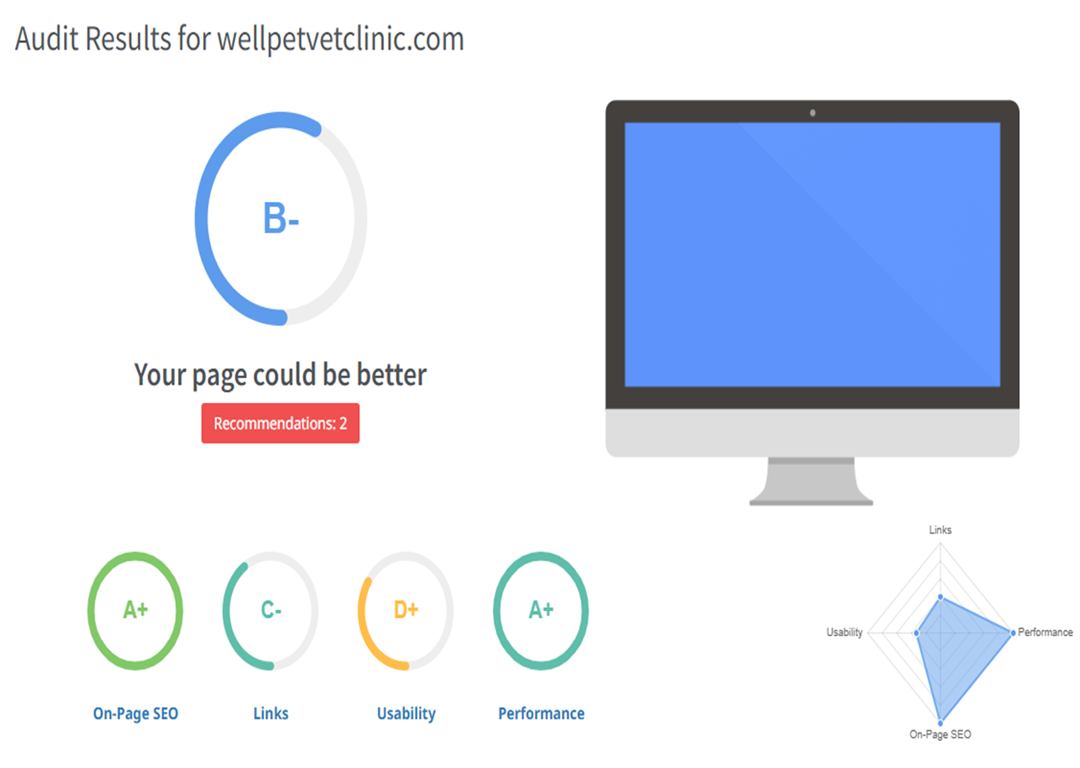 Audit Results for wellpetvetclinic.com
B-
Your page could be better
Recommendations: 2
A+
C-
D+
A+
On-Page SEO
Links
Usability
Performance
Links
Usability
Performance
On-Page SEO